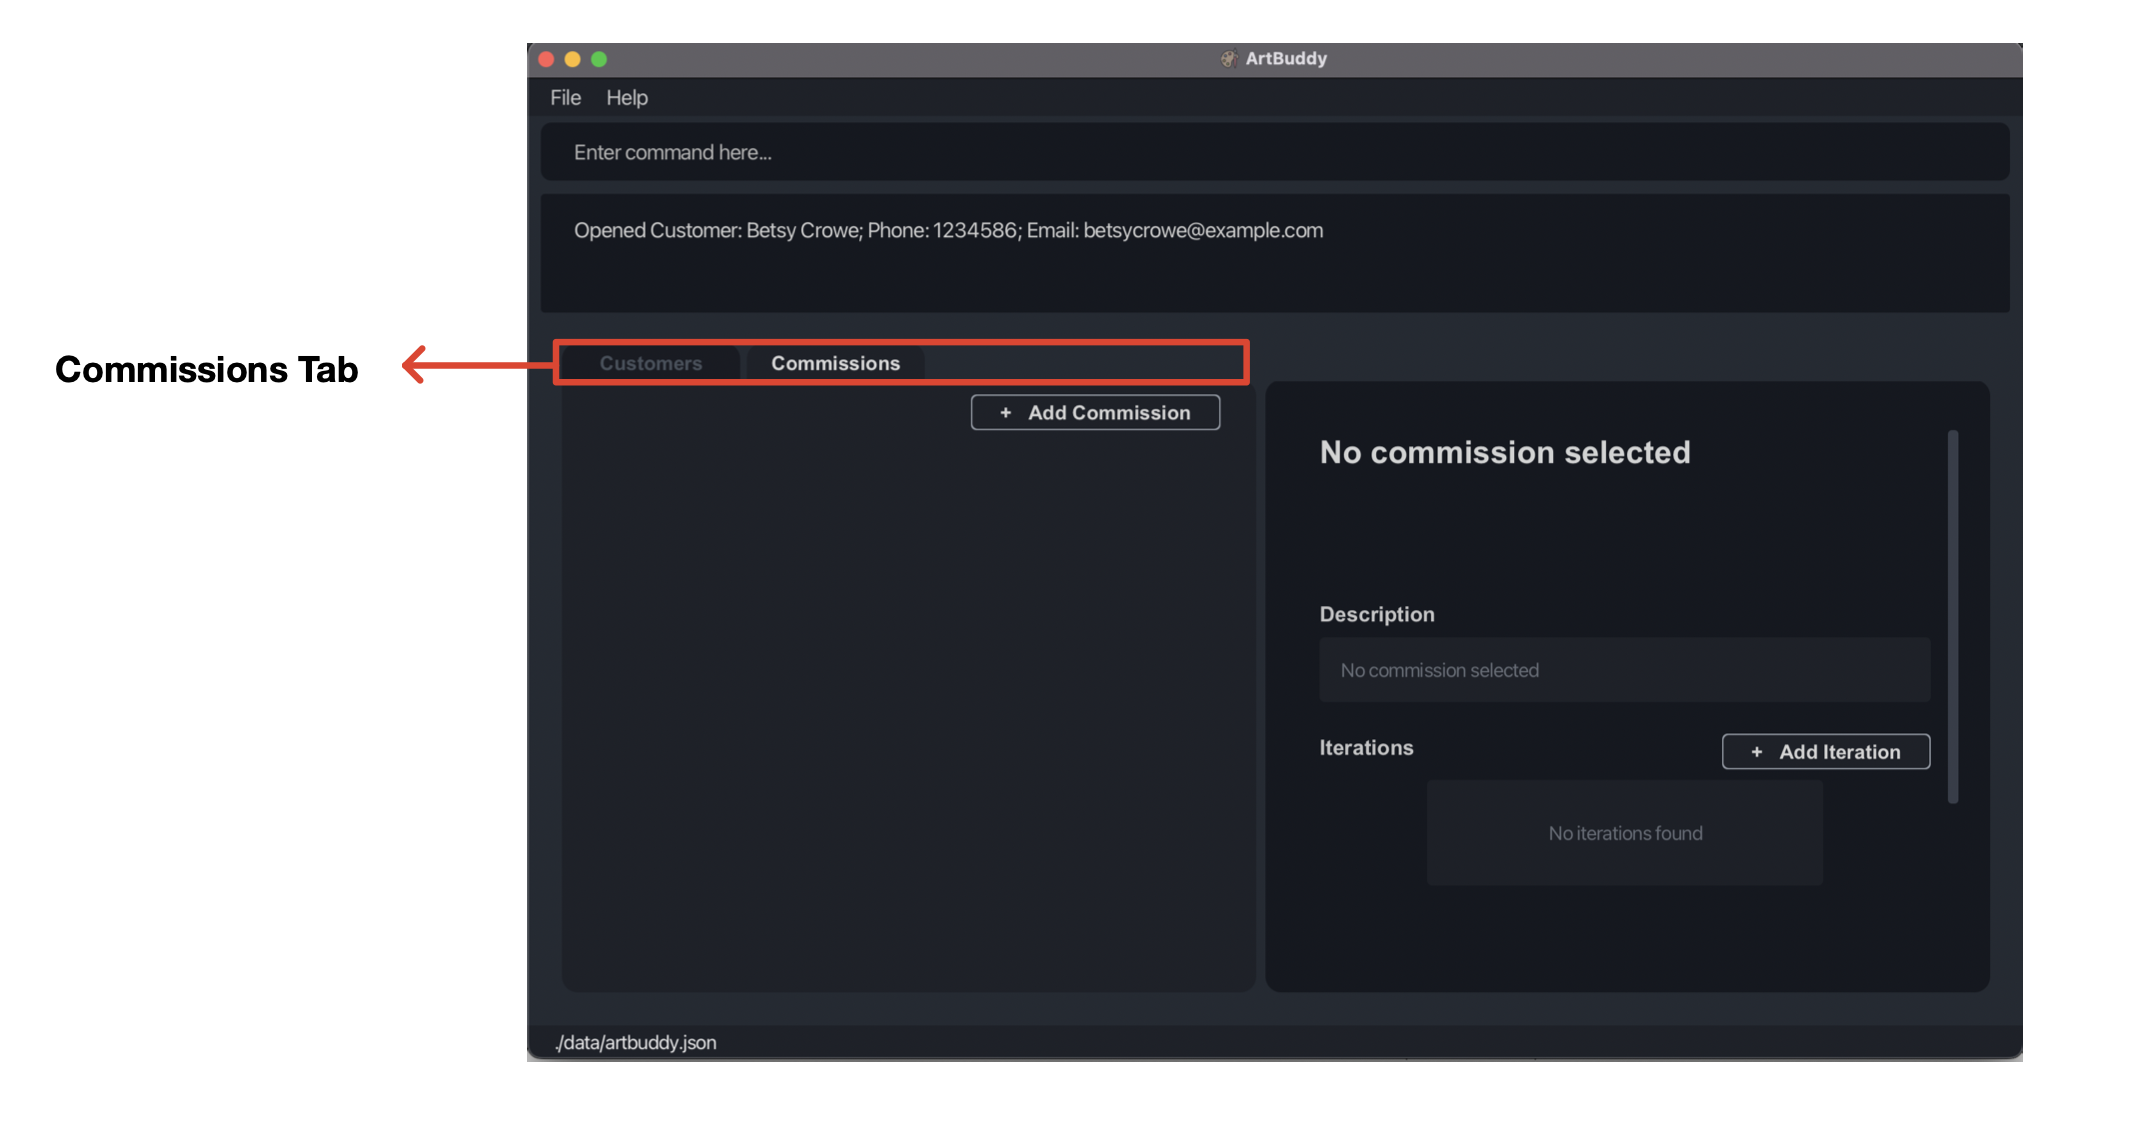 ArtBuddy
File Help
Enter command here...
Opened Customer: Betsy Crowe; Phone: 1234586; Email: betsycrowe@example.com
Commissions Tab
Customers Commissions
+ Add Commission
No commission selected
Description
No commission selected
Iterations
+ Add Iteration
No iterations found
./data/artbuddy.json